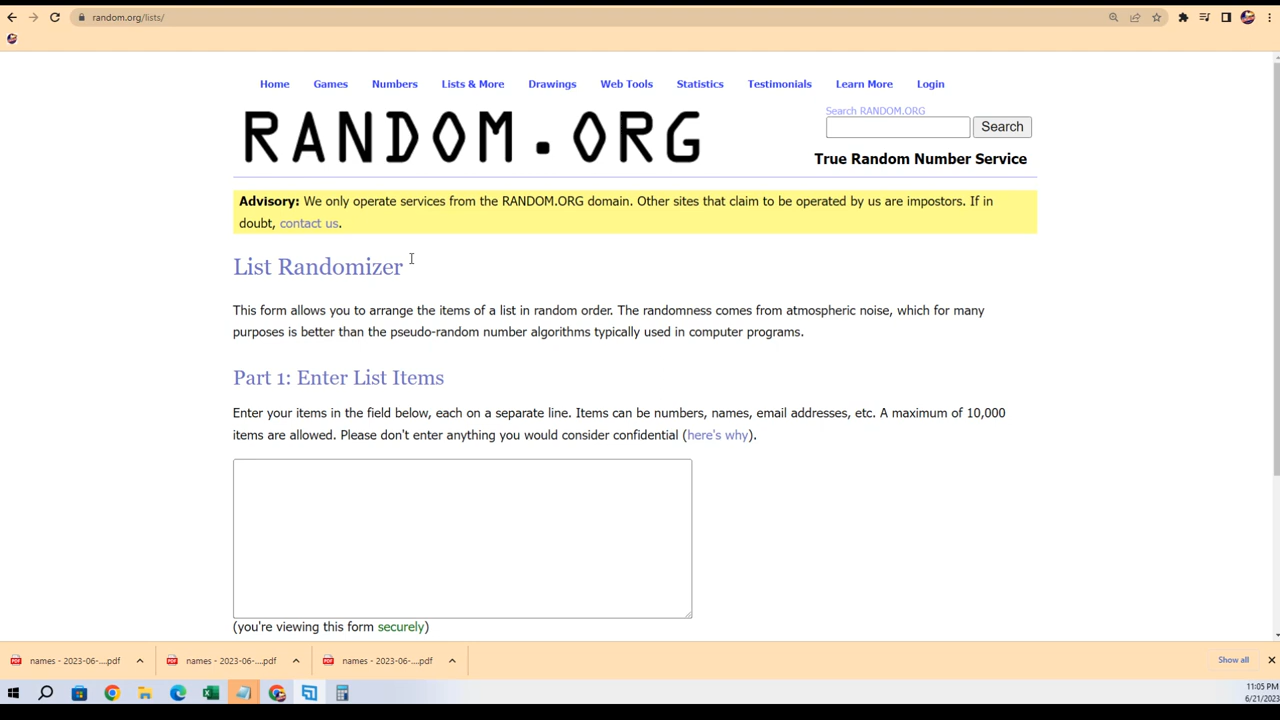 random.org/lists/
Home Games Numbers Lists & More Drawings Web Tools Statistics Testimonials Learn More Login
RANDOM.ORG
Search RANDOM.ORG
Search
True Random Number Service
Advisory: We only operate services from the RANDOM.ORG domain. Other sites that claim to be operated by us are impostors. If in
doubt, contact us.
List Randomizer
This form allows you to arrange the items of a list in random order. The randomness comes from atmospheric noise, which for many
purposes is better than the pseudo-random number algorithms typically used in computer programs.
Part 1: Enter List Items
Enter your items in the field below, each on a separate line. Items can be numbers, names, email addresses, etc. A maximum of 10,000
items are allowed. Please don't enter anything you would consider confidential (here's why).
(you're viewing this form securely)
names - 2023-06-....pdf names - 2023-06-....pdf names - 2023-06-....pdf Show all
11:05 PM
6/21/2023